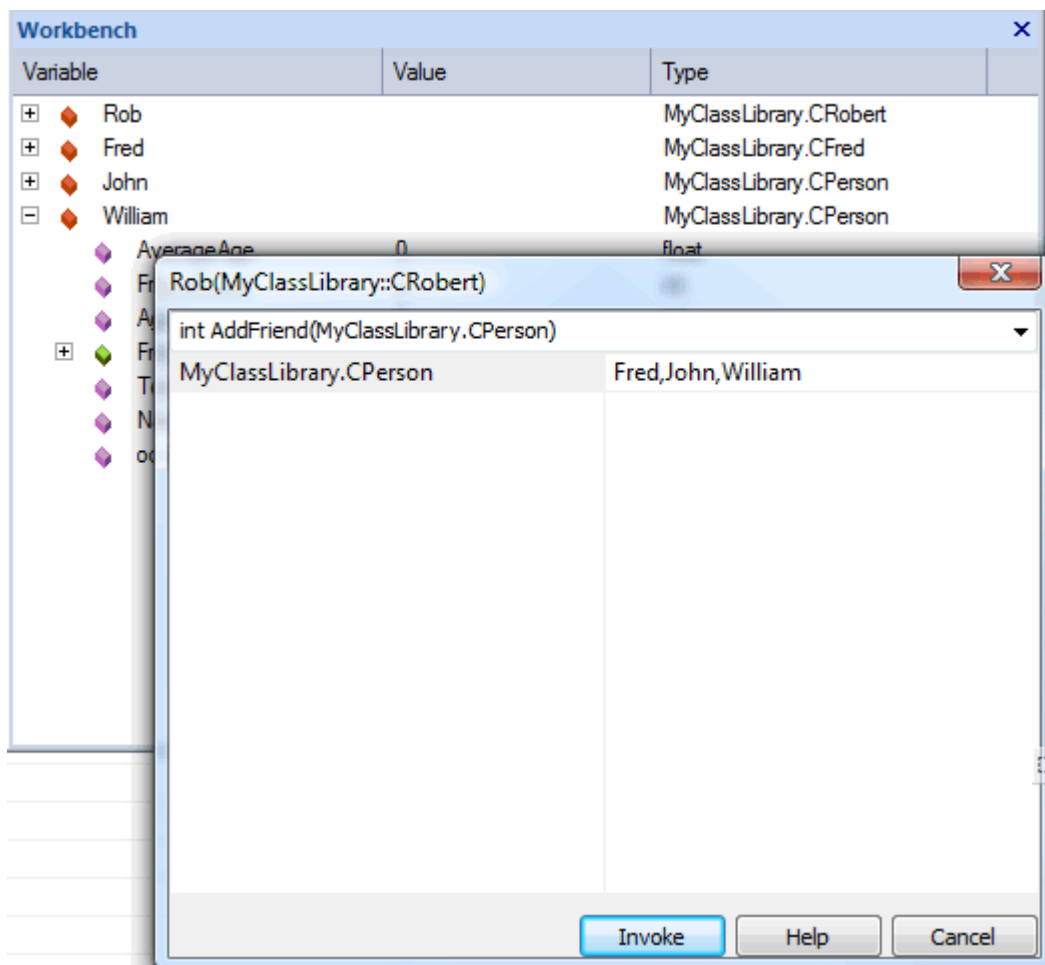 Workbench
Variable Value Type
Rob MyClassLibrary.CRobert
Fred MyClassLibrary.CFred
John MyClassLibrary.CPerson
William MyClassLibrary.CPerson
AverageAge 0 float
Rob(MyClassLibrary::CRobert)
int AddFriend(MyClassLibrary.CPerson)
MyClassLibrary.CPerson Fred,John,William
Invoke Help Cancel